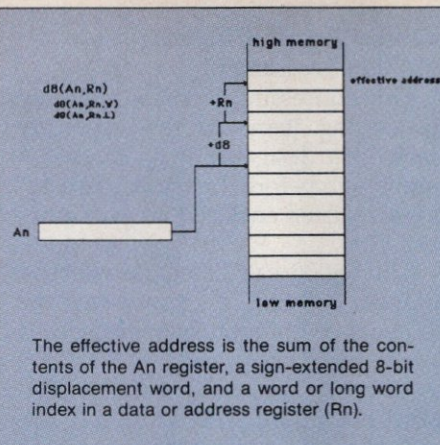 high memory
d8(An,Rn)
d8(An,Rn.W)
d8(An,Rn.L)
effective address
+Rn
+d8
An
low memory
The effective address is the sum of the con-
tents of the An register, a sign-extended 8-bit
displacement word, and a word or long word
index in a data or address register (Rn).